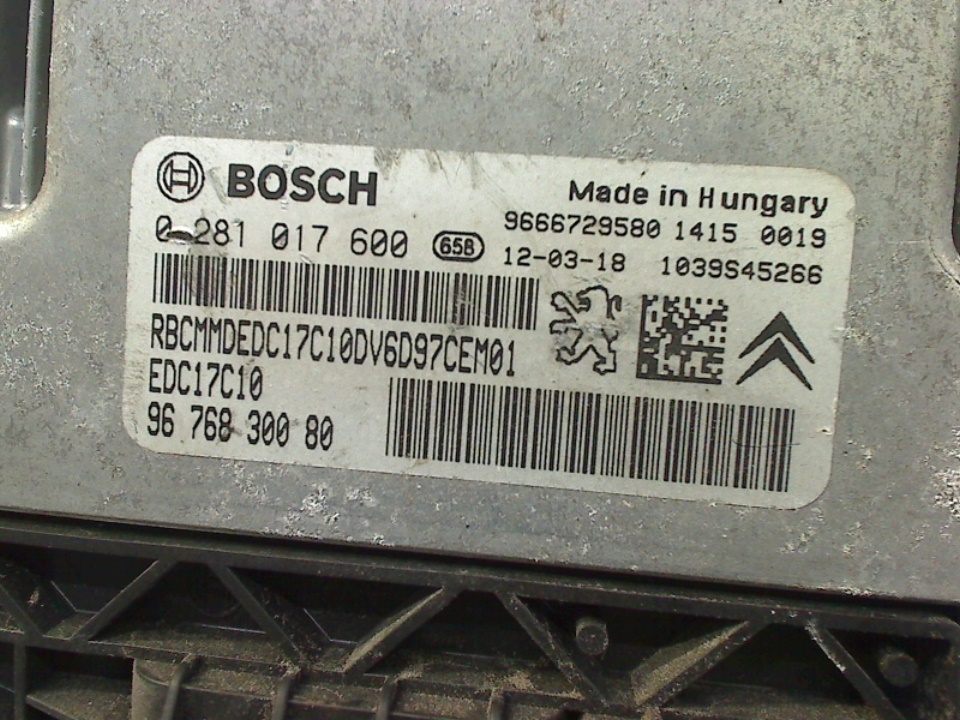 BOSCH
Made in Hungary
0 281 017 600 658
9666729580 1415 0019
12-03-18 1039S45266
RBCMMDEDC17C10DV6D97CEM01
EDC17C10
96 768 300 80